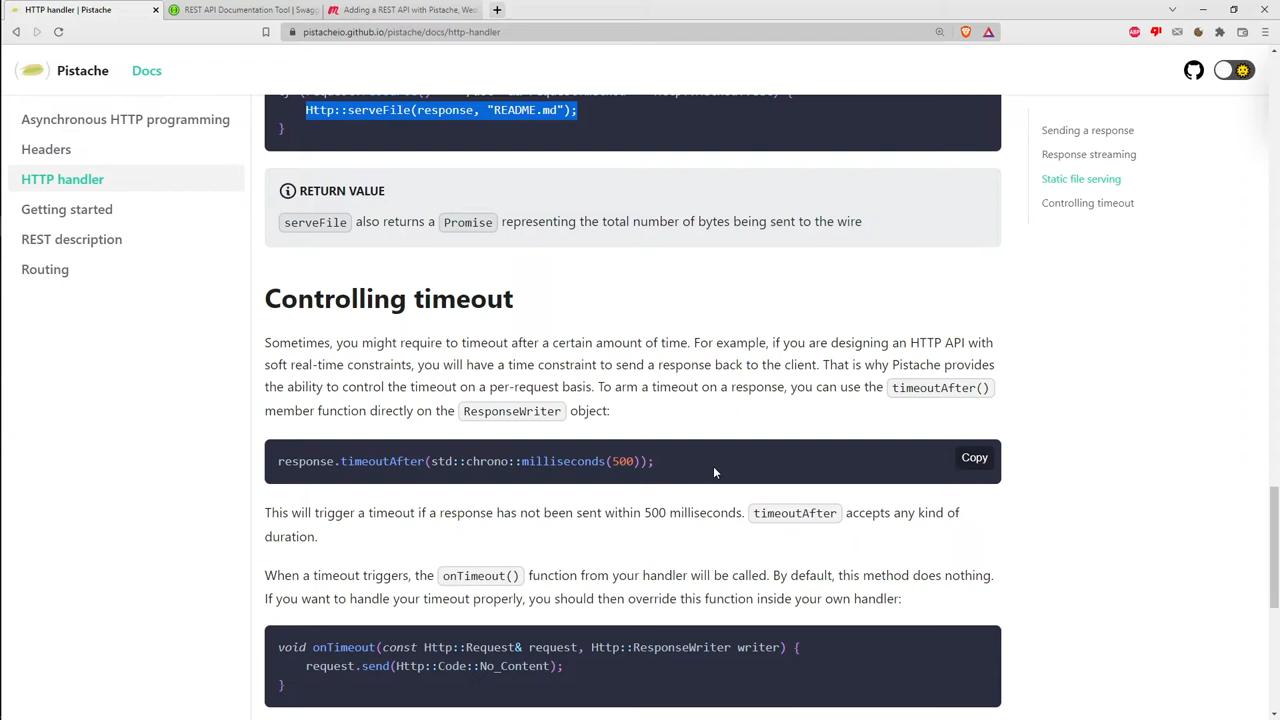 HTTP handler | Pistache
REST API Documentation Tool | Swagg
Adding a REST API with Pistache, Wes
pistacheio.github.io/pistache/docs/http-handler
Pistache
Docs
Asynchronous HTTP programming
Headers
HTTP handler
Getting started
REST description
Routing
Http::serveFile(response, "README.md");
}
RETURN VALUE
serveFile also returns a Promise representing the total number of bytes being sent to the wire
Controlling timeout
Sometimes, you might require to timeout after a certain amount of time. For example, if you are designing an HTTP API with
soft real-time constraints, you will have a time constraint to send a response back to the client. That is why Pistache provides
the ability to control the timeout on a per-request basis. To arm a timeout on a response, you can use the timeoutAfter()
member function directly on the ResponseWriter object:
response.timeoutAfter(std::chrono::milliseconds(500));
Copy
This will trigger a timeout if a response has not been sent within 500 milliseconds. timeoutAfter accepts any kind of
duration.
When a timeout triggers, the onTimeout() function from your handler will be called. By default, this method does nothing.
If you want to handle your timeout properly, you should then override this function inside your own handler:
void onTimeout(const Http::Request& request, Http::ResponseWriter writer) {
request.send(Http::Code::No_Content);
}
Sending a response
Response streaming
Static file serving
Controlling timeout